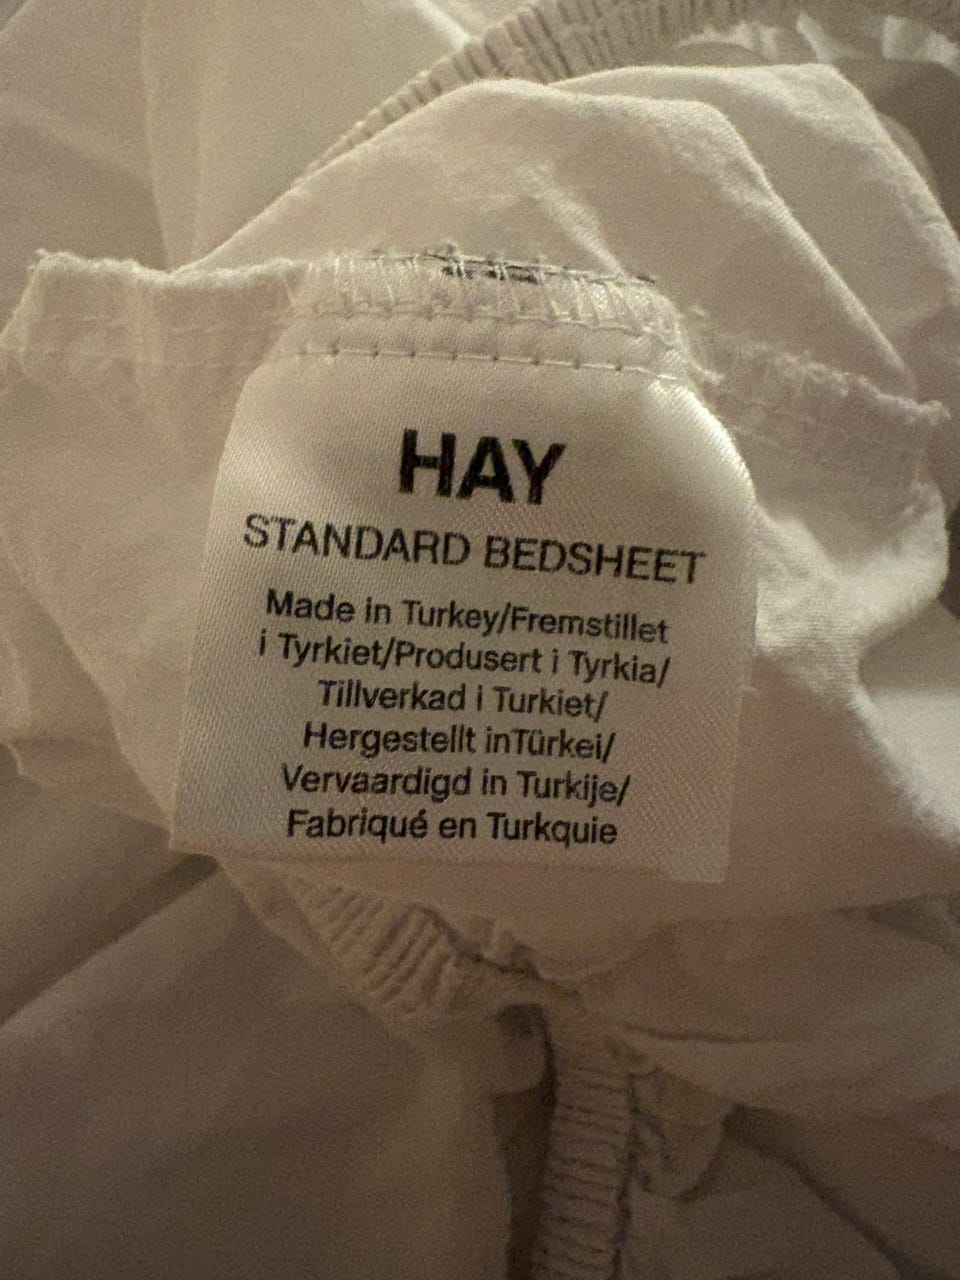 HAY
STANDARD BEDSHEET
Made in Turkey/Fremstillet
i Tyrkiet/Produsert i Tyrkia/
Tillverkad i Turkiet/
Hergestellt inTürkei/
Vervaardigd in Turkije/
Fabriqué en Turkquie